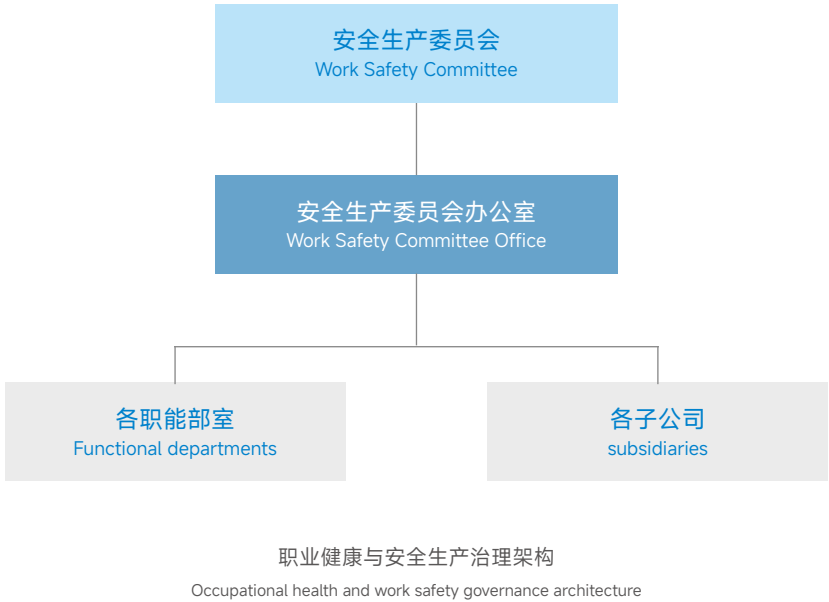 安全生产委员会
Work Safety Committee
安全生产委员会办公室
Work Safety Committee Office
各职能部室
Functional departments
各子公司
subsidiaries
职业健康与安全生产治理架构
Occupational health and work safety governance architecture